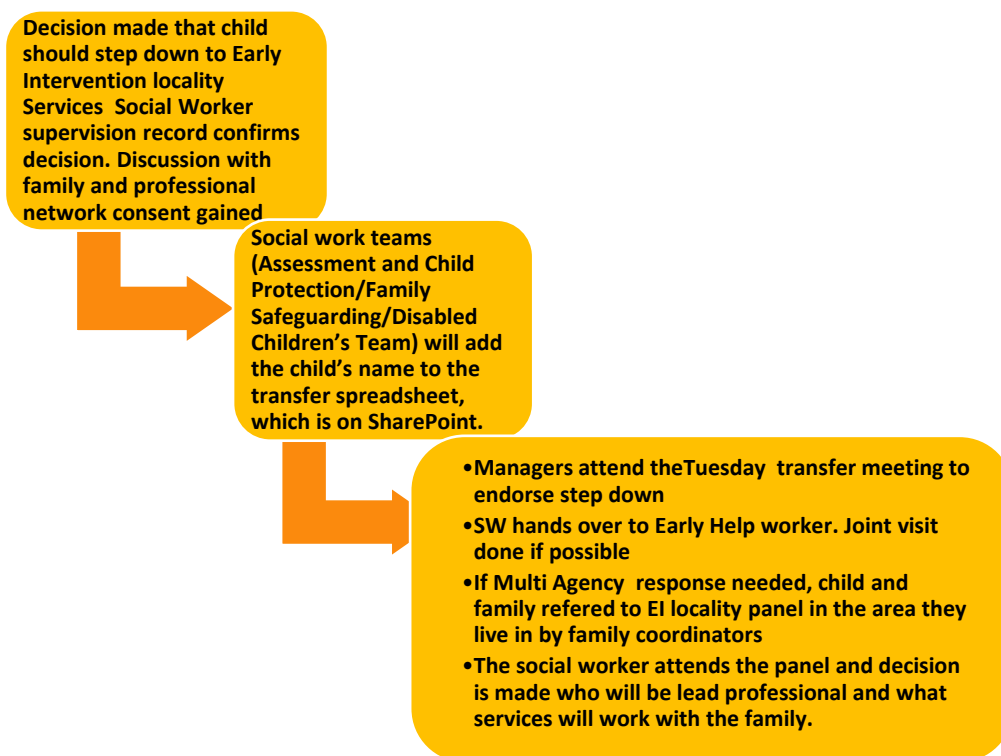 Decision made that child
should step down to Early
Intervention locality
Services  Social Worker
supervision record confirms
decision. Discussion with
family and professional
network consent gained
Social work teams
(Assessment and Child
Protection/Family
Safeguarding/Disabled
Children’s Team) will add
the child’s name to the
transfer spreadsheet,
which is on SharePoint.
•Managers attend theTuesday  transfer meeting to
endorse step down
•SW hands over to Early Help worker. Joint visit
done if possible
•If Multi Agency  response needed, child and
family refered to EI locality panel in the area they
live in by family coordinators
•The social worker attends the panel and decision
is made who will be lead professional and what
services will work with the family.